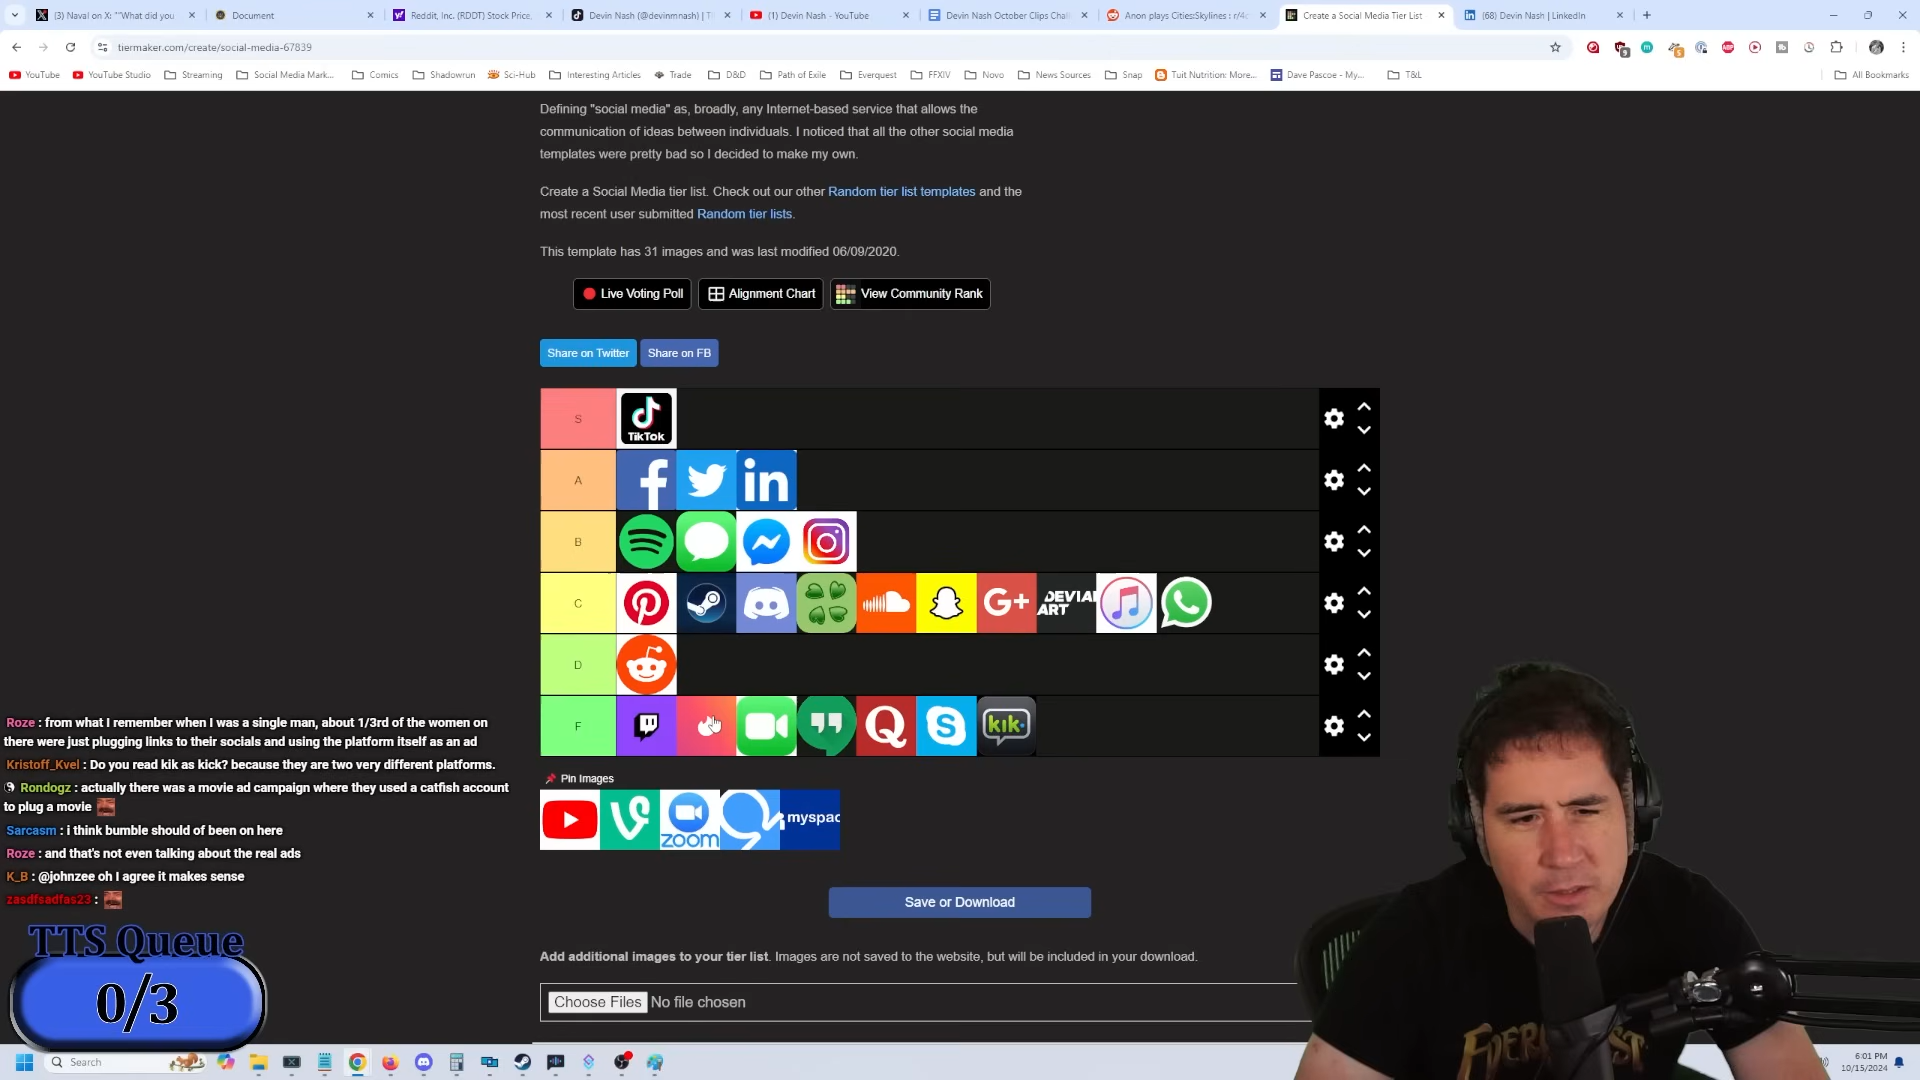 (3) Naval on X: ""What did you
Document
Reddit, Inc. (RDDT) Stock Price,
Devin Nash (@devinmnash) | T
(1) Devin Nash - YouTube
Devin Nash October Clips Chal
Anon plays Cities:Skylines : r/4c
Create a Social Media Tier List
(68) Devin Nash | LinkedIn
tiermaker.com/create/social-media-67839
YouTube
YouTube Studio
Streaming
Social Media Mark...
Comics
Shadowrun
Sci-Hub
Interesting Articles
Trade
D&D
Path of Exile
Everquest
FFXIV
Novo
News Sources
Snap
Tuit Nutrition: More...
Dave Pascoe - My...
T&L
All Bookmarks
Defining "social media" as, broadly, any Internet-based service that allows the
communication of ideas between individuals. I noticed that all the other social media
templates were pretty bad so I decided to make my own.
Create a Social Media tier list. Check out our other Random tier list templates and the
most recent user submitted Random tier lists.
This template has 31 images and was last modified 06/09/2020.
Live Voting Poll
Alignment Chart
View Community Rank
Share on Twitter
Share on FB
S
TikTok
A
f
in
B
C
G+
DEVIA
ART
D
F
Q
S
kik
Roze : from what I remember when I was a single man, about 1/3rd of the women on
there were just plugging links to their socials and using the platform itself as an ad
Kristoff_Kvel : Do you read kik as kick? because they are two very different platforms.
Rondogz : actually there was a movie ad campaign where they used a catfish account
to plug a movie
Sarcasm : i think bumble should of been on here
Roze : and that's not even talking about the real ads
K_B : @johnzee oh I agree it makes sense
zasdfsadfas23 :
TTS Queue
0/3
Pin Images
zoom
myspac
Save or Download
Add additional images to your tier list. Images are not saved to the website, but will be included in your download.
Choose Files No file chosen
Search
6:01 PM
10/15/2024